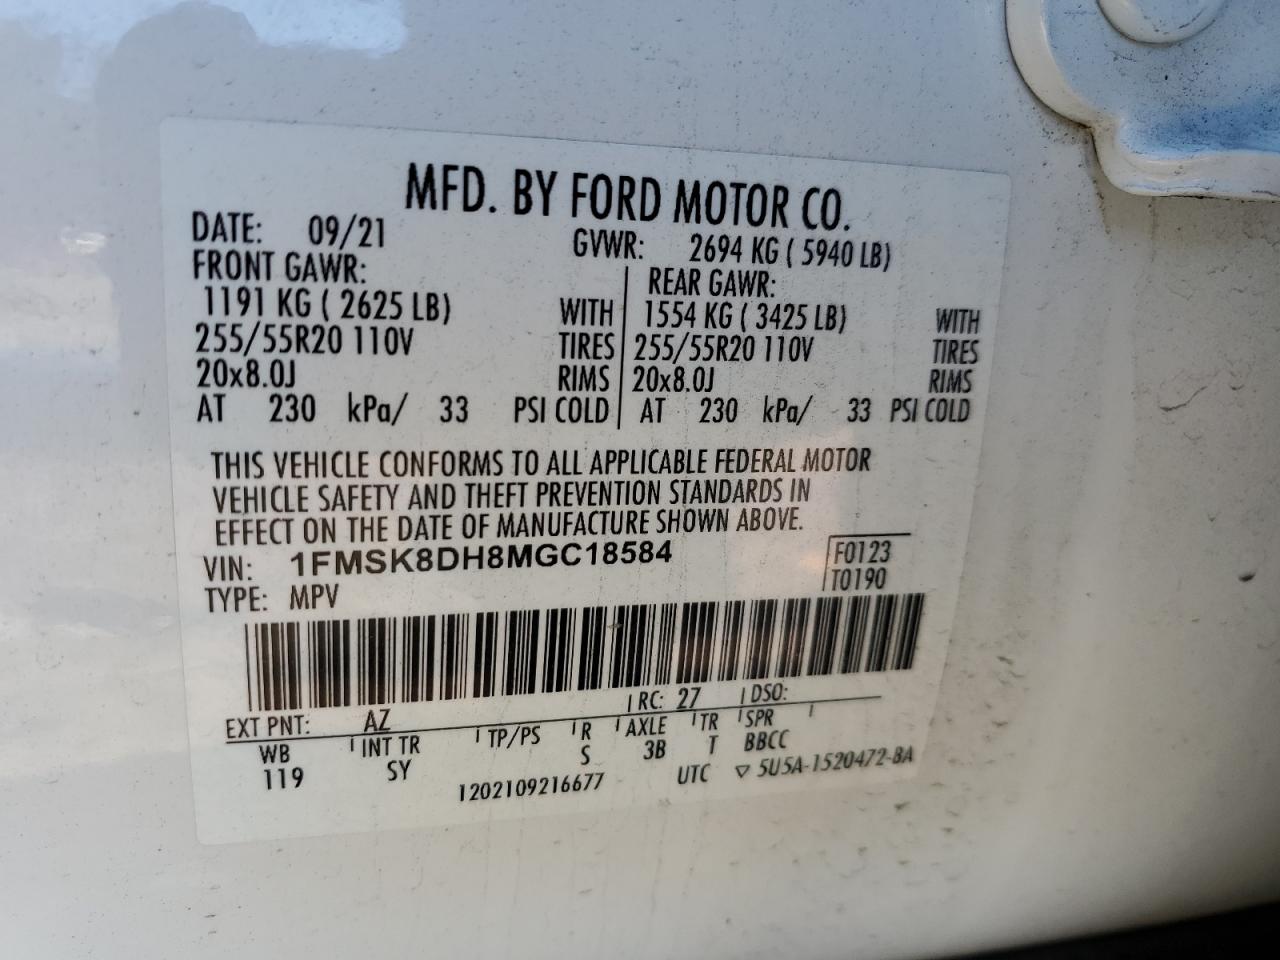 MFD. BY FORD MOTOR CO.
DATE: 09/21 GVWR: 2694 KG ( 5940 LB)
FRONT GAWR: REAR GAWR:
1191 KG ( 2625 LB) WITH 1554 KG ( 3425 LB) WITH
255/55R20 110V TIRES 255/55R20 110V TIRES
20x8.0J RIMS 20x8.0J RIMS
AT 230 kPa/ 33 PSI COLD AT 230 kPa/ 33 PSI COLD
THIS VEHICLE CONFORMS TO ALL APPLICABLE FEDERAL MOTOR
VEHICLE SAFETY AND THEFT PREVENTION STANDARDS IN
EFFECT ON THE DATE OF MANUFACTURE SHOWN ABOVE.
VIN: 1FMSK8DH8MGC18584 F0123
TYPE: MPV T0190
EXT PNT: AZ RC: 27 DSO:
WB INT TR TP/PS R AXLE TR SPR
119 SY S 3B T BBCC
1202109216677 UTC ▽ 5U5A-1520472-BA